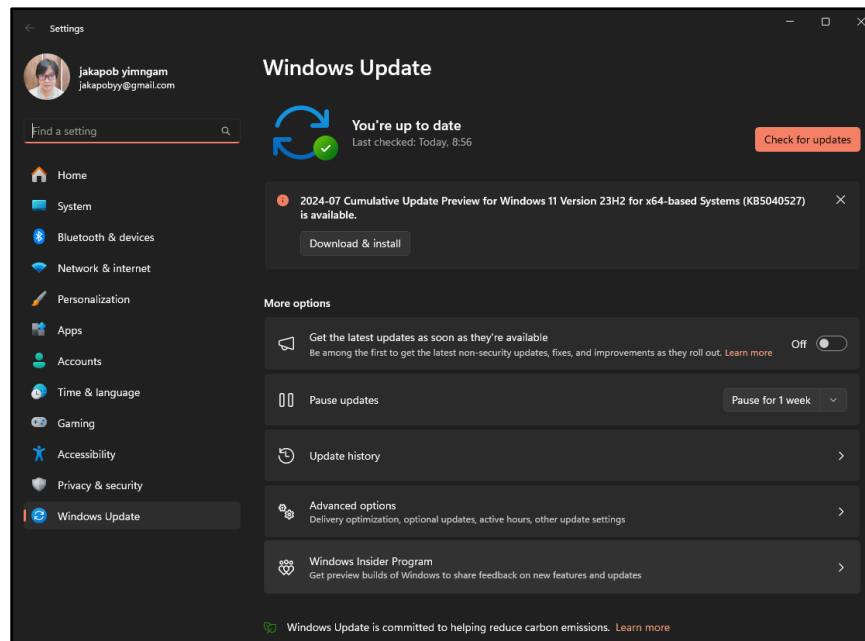 Settings
jakapob yimngam
jakapobyy@gmail.com
Find a setting
Home
System
Bluetooth & devices
Network & internet
Personalization
Apps
Accounts
Time & language
Gaming
Accessibility
Privacy & security
Windows Update
Windows Update
You're up to date
Last checked: Today, 8:56
Check for updates
2024-07 Cumulative Update Preview for Windows 11 Version 23H2 for x64-based Systems (KB5040527)
is available.
Download & install
More options
Get the latest updates as soon as they're available
Be among the first to get the latest non-security updates, fixes, and improvements as they roll out. Learn more
Off
Pause updates
Pause for 1 week
Update history
Advanced options
Delivery optimization, optional updates, active hours, other update settings
Windows Insider Program
Get preview builds of Windows to share feedback on new features and updates
Windows Update is committed to helping reduce carbon emissions. Learn more